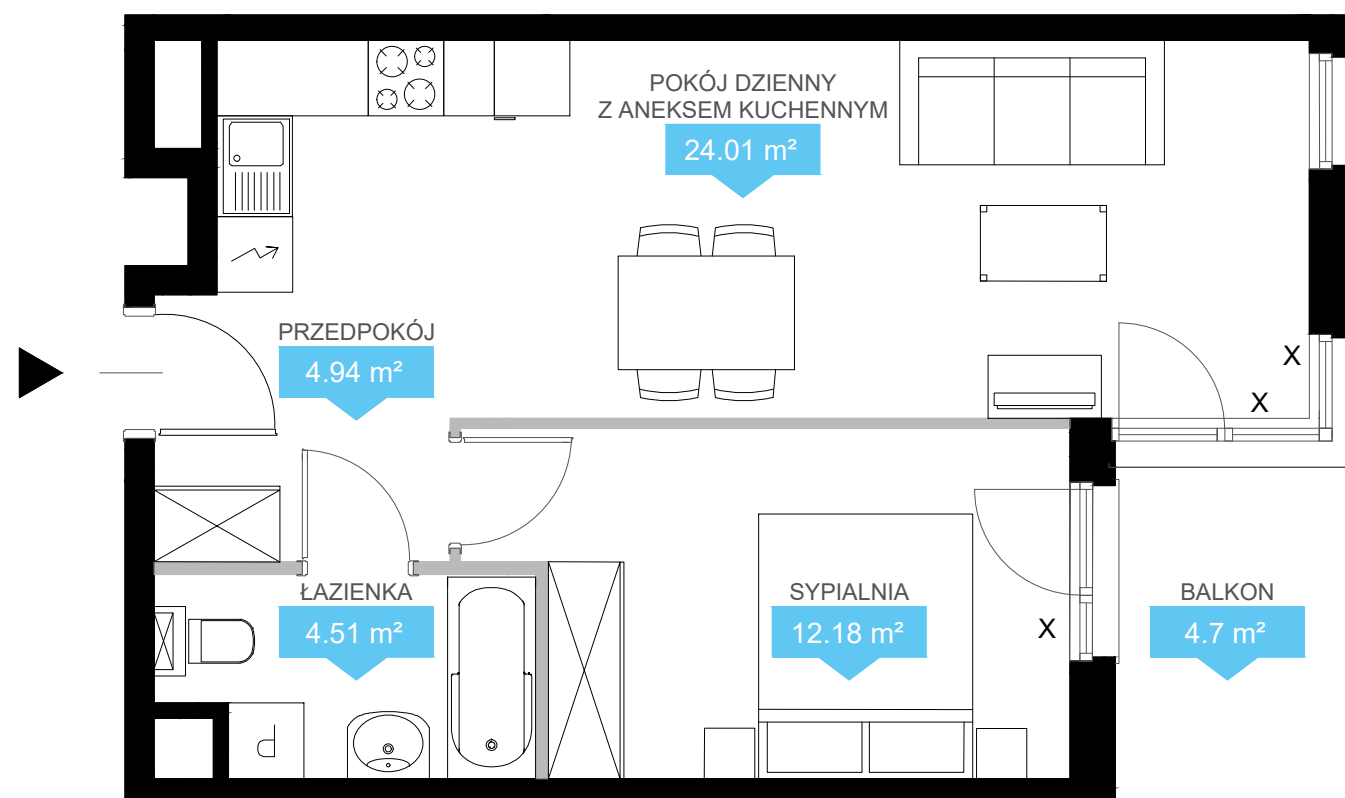 POKÓJ DZIENNY
Z ANEKSEM KUCHENNYM
24.01 m²
PRZEDPOKÓJ
4.94 m²
X
X
ŁAZIENKA
4.51 m²
SYPIALNIA
12.18 m²
X
BALKON
4.7 m²
P